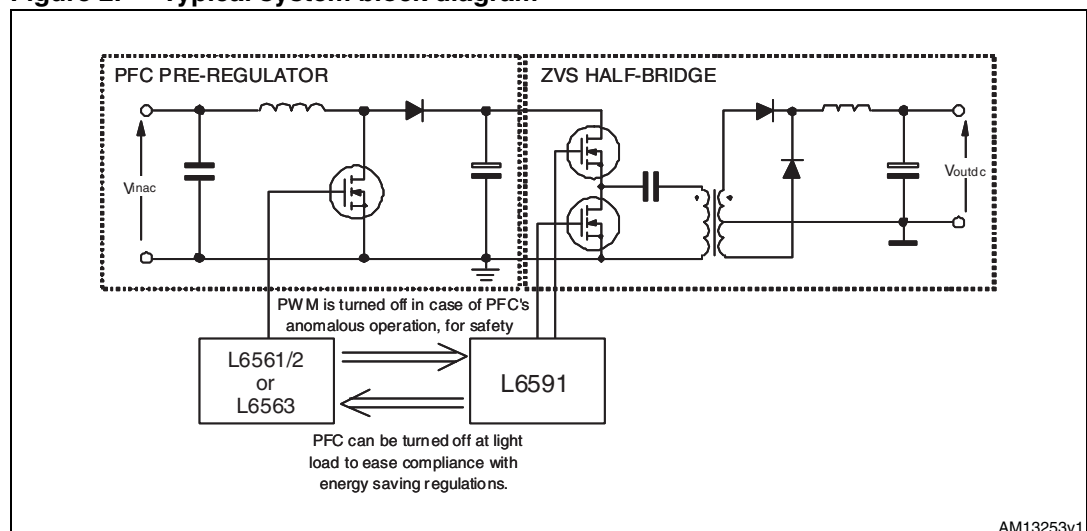 Figure 2. Typical system block diagram
PFC PRE-REGULATOR
ZVS HALF-BRIDGE
Vinac
Voutdc
PWM is turned off in case of PFC's
anomalous operation, for safety
L6561/2
or
L6563
L6591
PFC can be turned off at light
load to ease compliance with
energy saving regulations.
AM13253v1